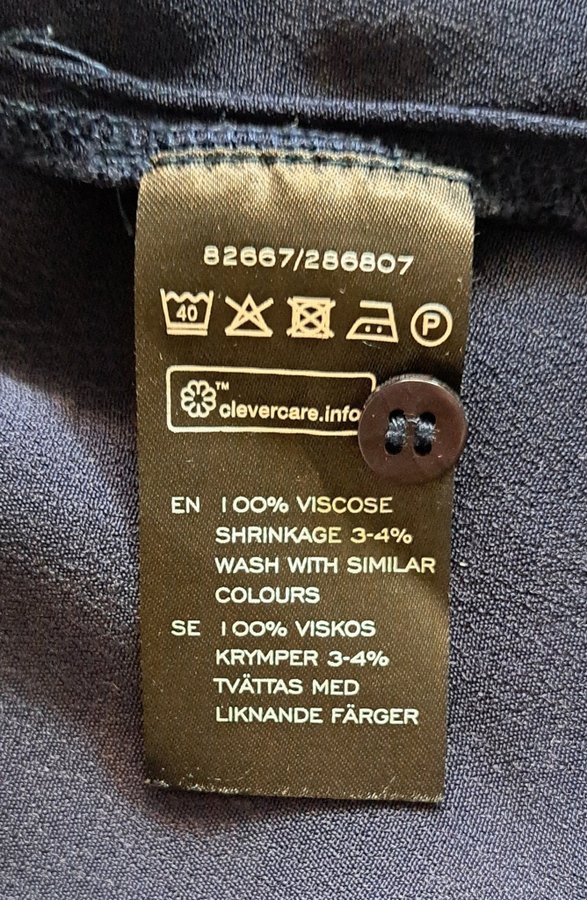 82667/286807
40 P
™
clevercare.info
EN 100% VISCOSE
SHRINKAGE 3-4%
WASH WITH SIMILAR
COLOURS
SE 100% VISKOS
KRYMPER 3-4%
TVÄTTAS MED
LIKNANDE FÄRGER